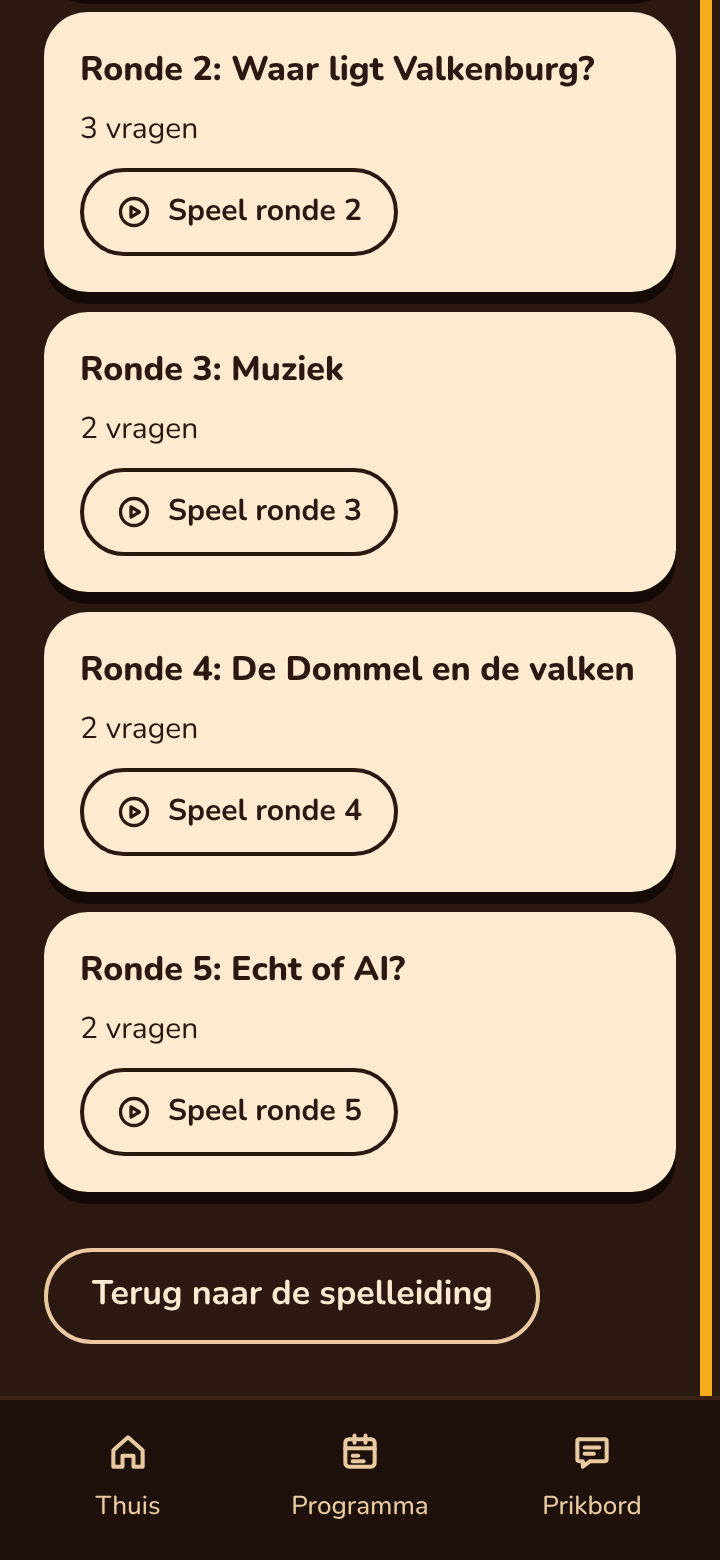 Ronde 2: Waar ligt Valkenburg?
3 vragen
Speel ronde 2
Ronde 3: Muziek
2 vragen
Speel ronde 3
Ronde 4: De Dommel en de valken
2 vragen
Speel ronde 4
Ronde 5: Echt of AI?
2 vragen
Speel ronde 5
Terug naar de spelleiding
Thuis
Programma
Prikbord